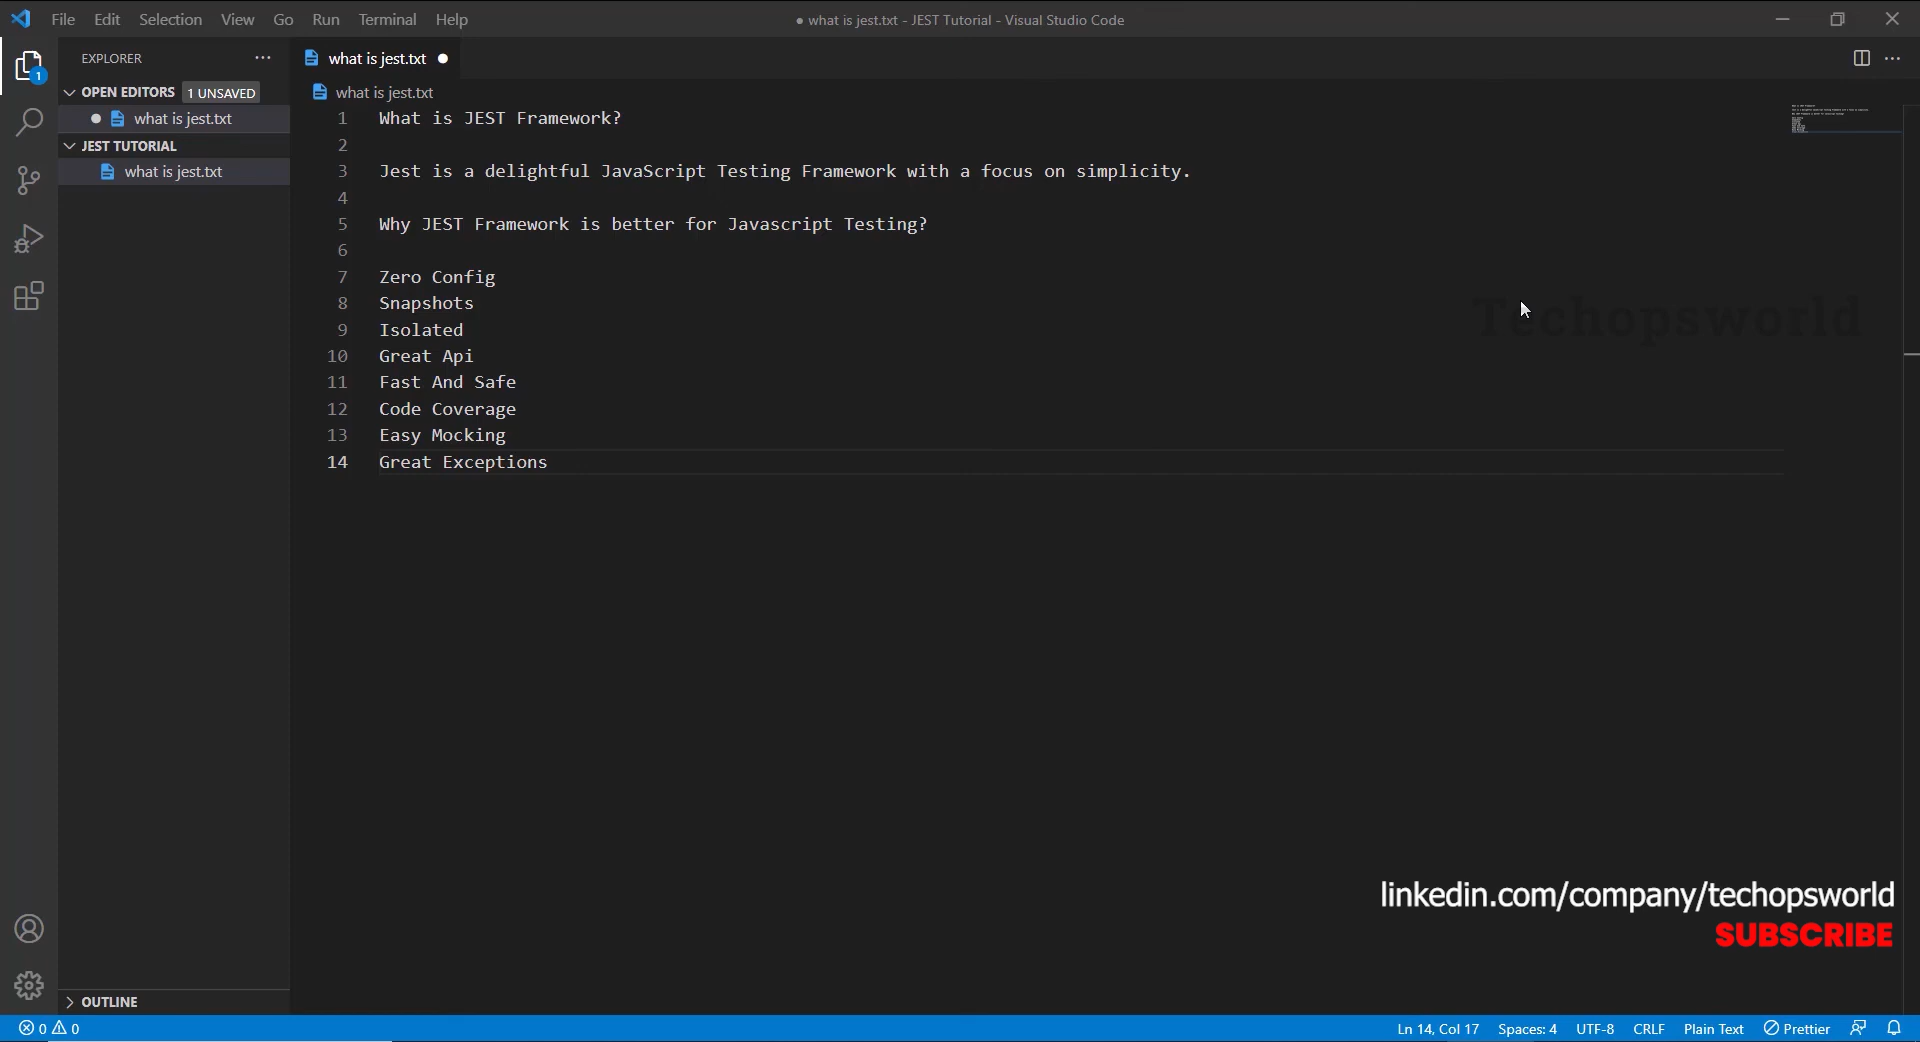 File Edit Selection View Go Run Terminal Help
● what is jest.txt - JEST Tutorial - Visual Studio Code
EXPLORER
what is jest.txt
1
OPEN EDITORS 1 UNSAVED
what is jest.txt
JEST TUTORIAL
what is jest.txt
what is jest.txt
1 What is JEST Framework?
2
3 Jest is a delightful JavaScript Testing Framework with a focus on simplicity.
4
5 Why JEST Framework is better for Javascript Testing?
6
7 Zero Config
8 Snapshots
9 Isolated
10 Great Api
11 Fast And Safe
12 Code Coverage
13 Easy Mocking
14 Great Exceptions
Techopsworld
linkedin.com/company/techopsworld
SUBSCRIBE
OUTLINE
0 0
Ln 14, Col 17 Spaces: 4 UTF-8 CRLF Plain Text Prettier